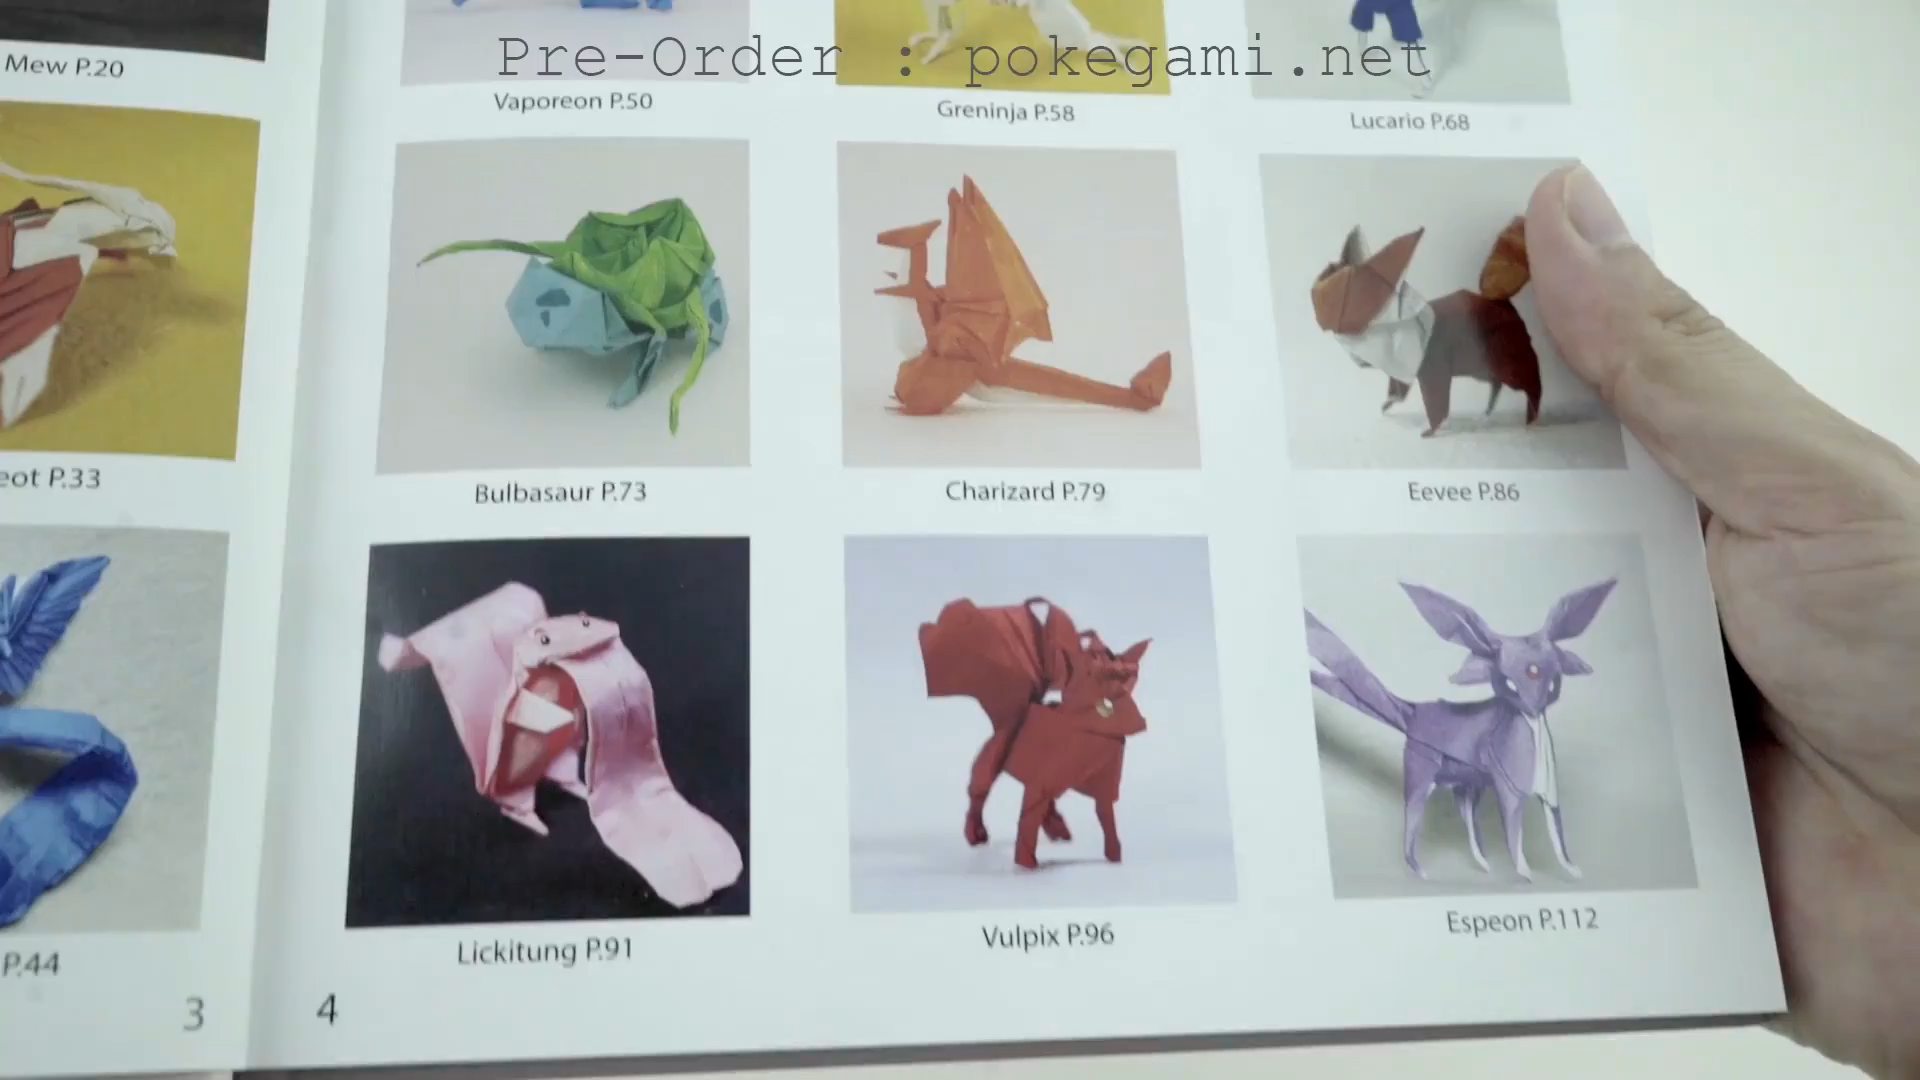 Pre-Order : pokegami.net
Mew P.20
P.33
P.44
3
Vaporeon P.50
Greninja P.58
Lucario P.68
Bulbasaur P.73
Charizard P.79
Eevee P.86
Lickitung P.91
Vulpix P.96
Espeon P.112
4